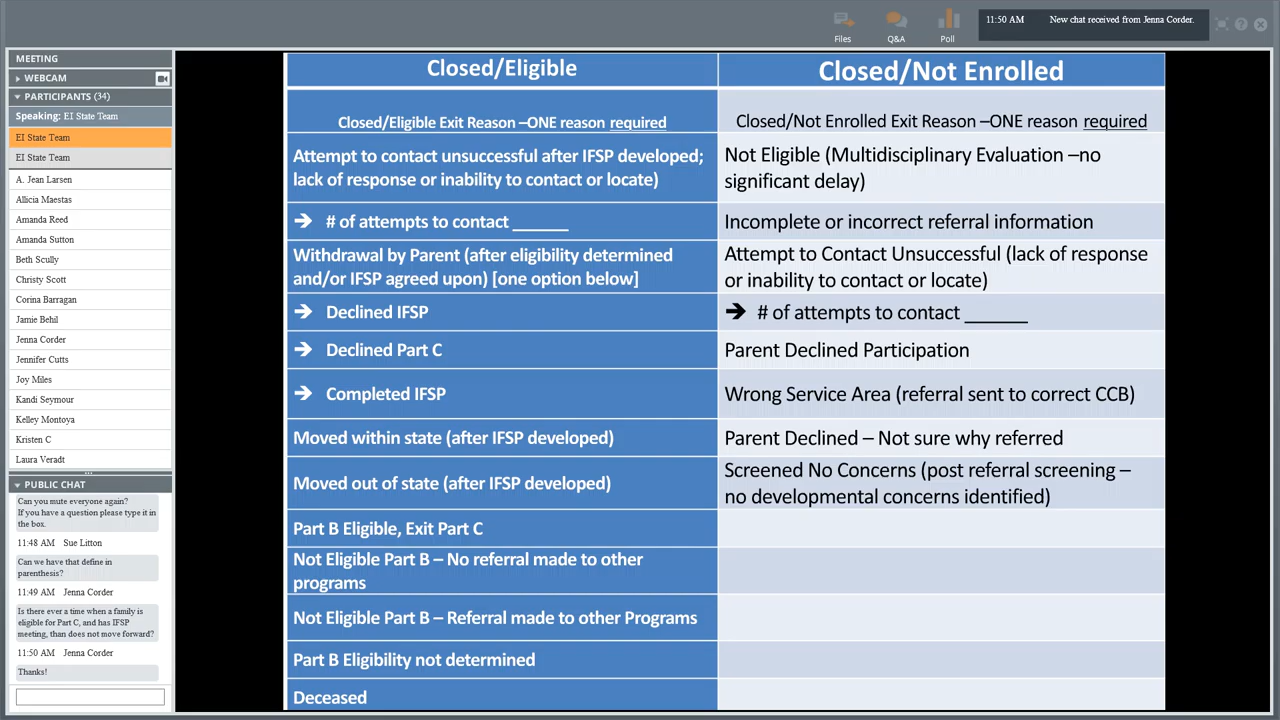 11:50 AM New chat received from Jenna Corder.
Files
Q&A
Poll
MEETING
WEBCAM
PARTICIPANTS (34)
Speaking: EI State Team
EI State Team
EI State Team
A. Jean Larsen
Allicia Maestas
Amanda Reed
Amanda Sutton
Beth Scully
Christy Scott
Corina Barragan
Jamie Behil
Jenna Corder
Jennifer Cutts
Joy Miles
Kandi Seymour
Kelley Montoya
Kristen C
Laura Veradt
PUBLIC CHAT
Can you mute everyone again?
If you have a question please type it in
the box.
11:48 AM Sue Litton
Can we have that define in
parenthesis?
11:49 AM Jenna Corder
Is there ever a time when a family is
eligible for Part C, and has IFSP
meeting, than does not move forward?
11:50 AM Jenna Corder
Thanks!
Closed/Eligible
Closed/Not Enrolled
Closed/Eligible Exit Reason –ONE reason required
Closed/Not Enrolled Exit Reason –ONE reason required
Attempt to contact unsuccessful after IFSP developed;
lack of response or inability to contact or locate)
Not Eligible (Multidisciplinary Evaluation –no
significant delay)
➔ # of attempts to contact ______
Incomplete or incorrect referral information
Withdrawal by Parent (after eligibility determined
and/or IFSP agreed upon) [one option below]
Attempt to Contact Unsuccessful (lack of response
or inability to contact or locate)
➔ Declined IFSP
➔ # of attempts to contact ______
➔ Declined Part C
Parent Declined Participation
➔ Completed IFSP
Wrong Service Area (referral sent to correct CCB)
Moved within state (after IFSP developed)
Parent Declined – Not sure why referred
Moved out of state (after IFSP developed)
Screened No Concerns (post referral screening –
no developmental concerns identified)
Part B Eligible, Exit Part C
Not Eligible Part B – No referral made to other
programs
Not Eligible Part B – Referral made to other Programs
Part B Eligibility not determined
Deceased